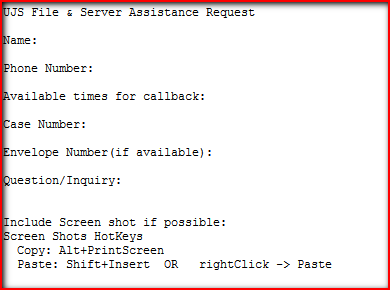 UJS File & Server Assistance Request
Name:
Phone Number:
Available times for callback:
Case Number:
Envelope Number(if available):
Question/Inquiry:
Include Screen shot if possible:
Screen Shots HotKeys
Copy: Alt+PrintScreen
Paste: Shift+Insert OR rightClick -> Paste